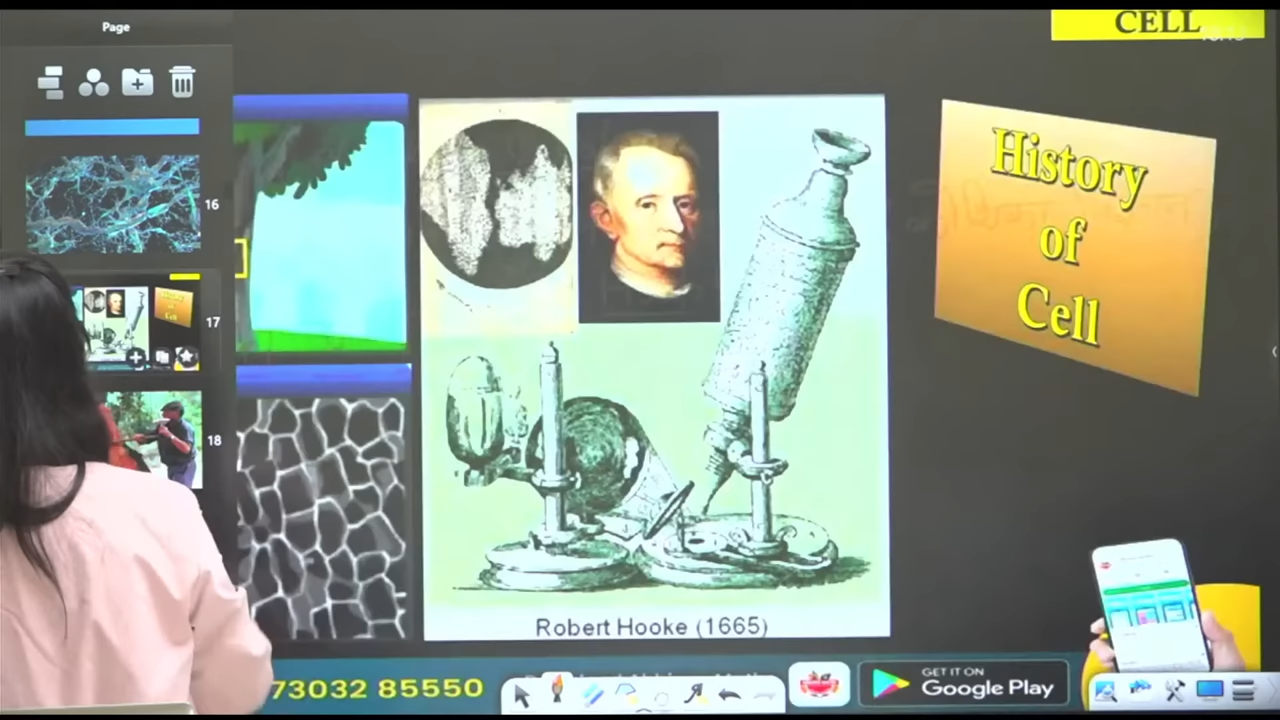 Page
CELL
16
17
18
History
of
Cell
Robert Hooke (1665)
73032 85550
GET IT ON
Google Play